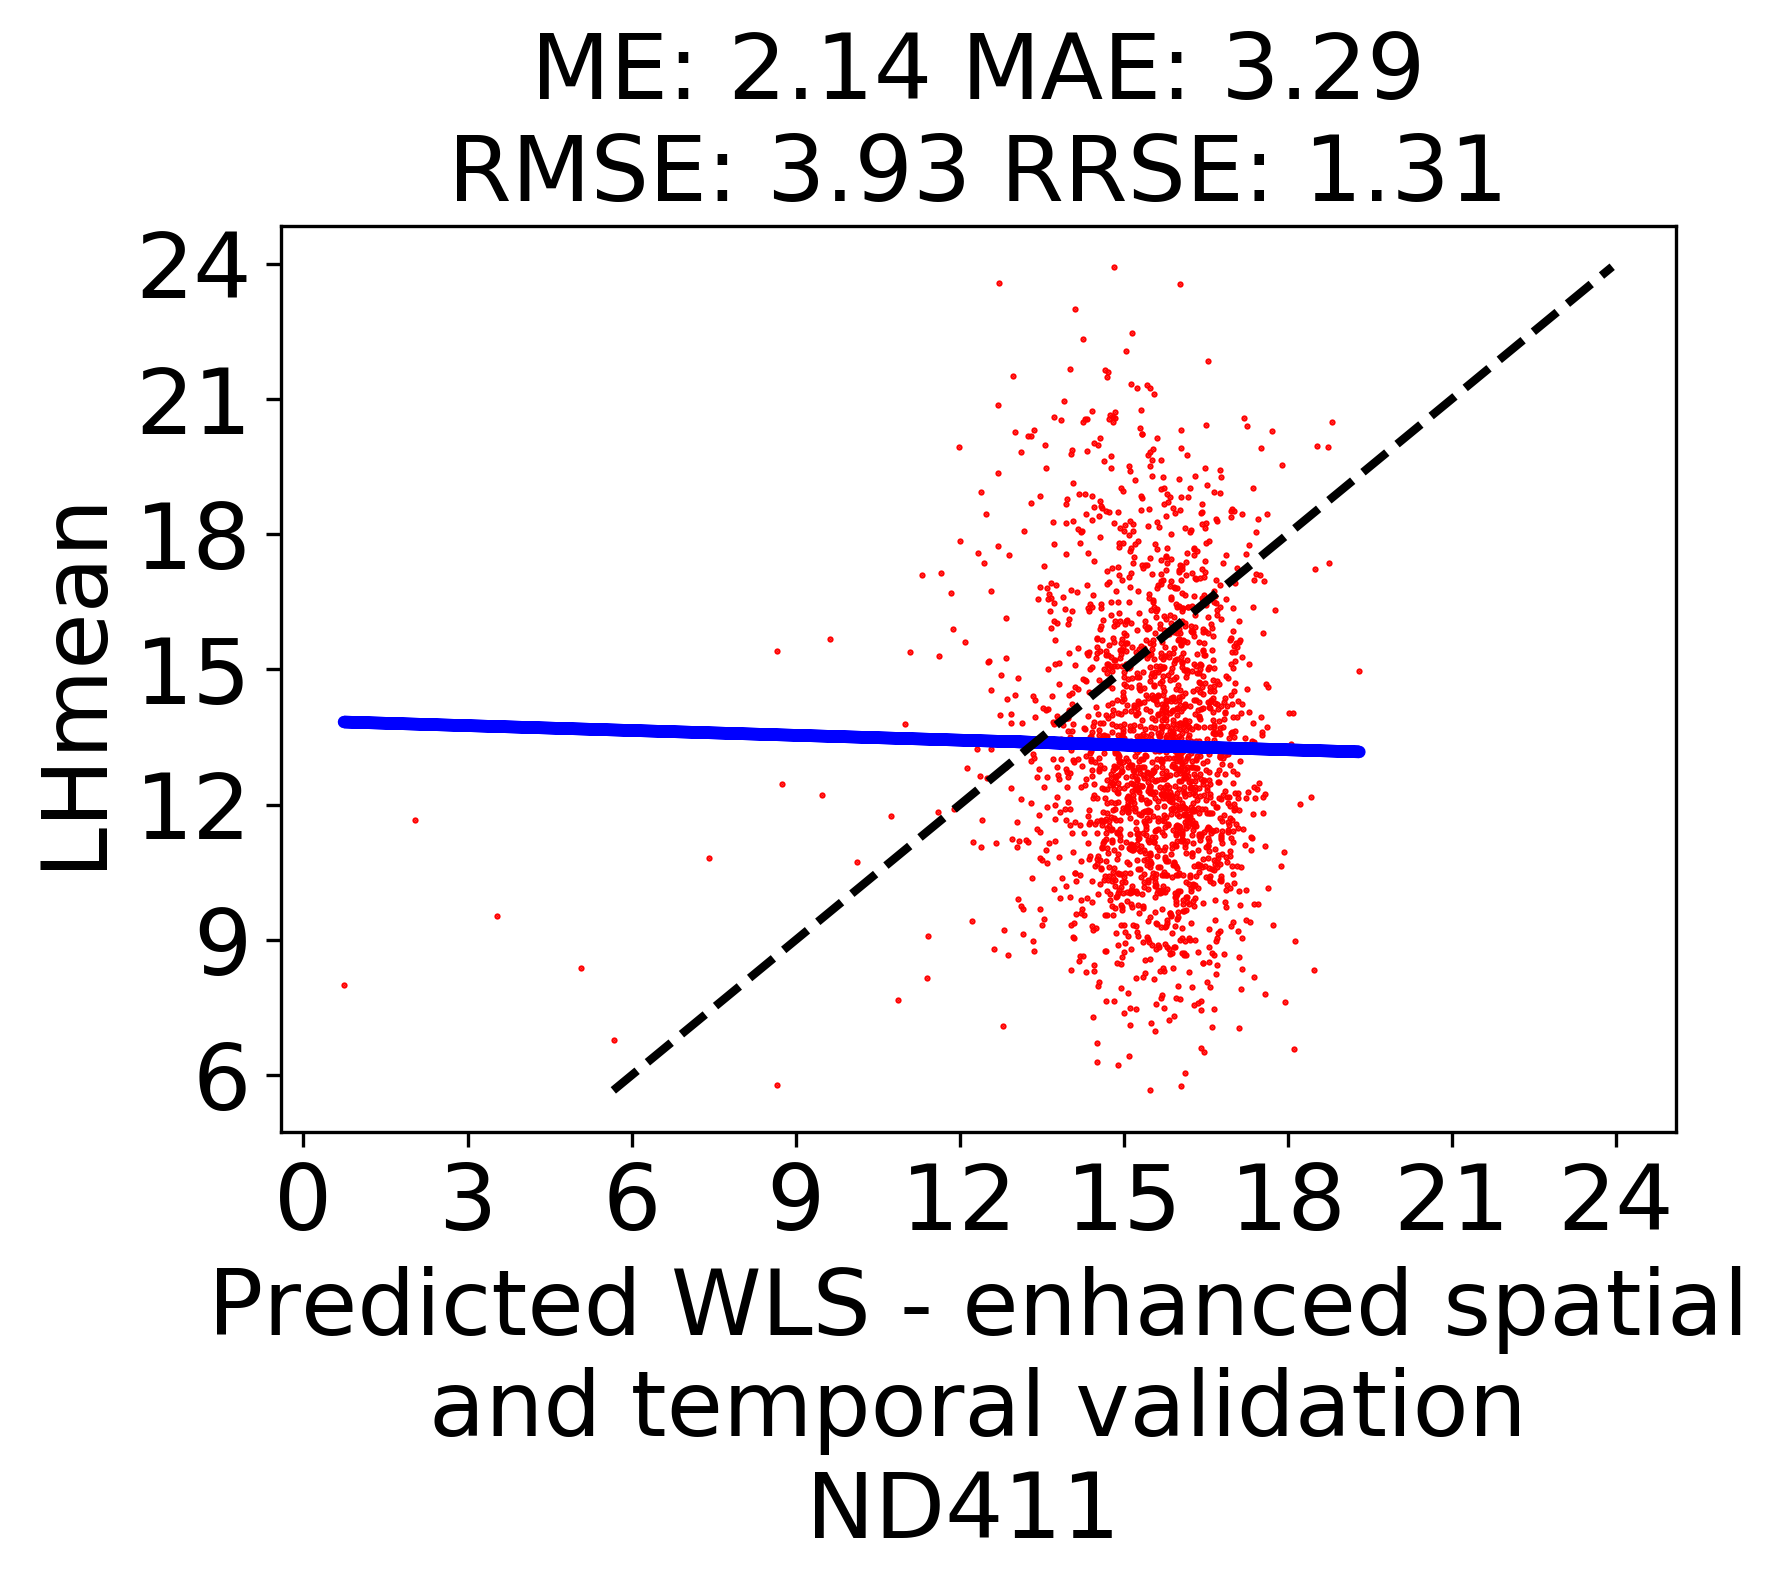 ME: 2.14 MAE: 3.29
RMSE: 3.93 RRSE: 1.31
LHmean
24
21
18
15
12
9
6
0 3 6 9 12 15 18 21 24
Predicted WLS - enhanced spatial
and temporal validation
ND411